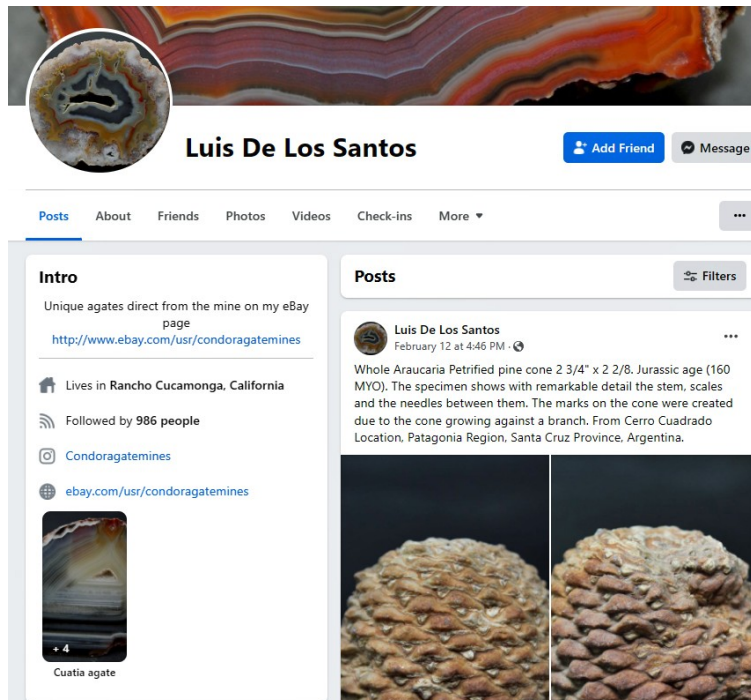 Luis De Los Santos
Add Friend
Message
Posts
About
Friends
Photos
Videos
Check-ins
More
Intro
Unique agates direct from the mine on my eBay
page
http://www.ebay.com/usr/condoragatemines
Lives in Rancho Cucamonga, California
Followed by 986 people
Condoragatemines
ebay.com/usr/condoragatemines
+ 4
Cuatia agate
Posts
Filters
Luis De Los Santos
February 12 at 4:46 PM ·
Whole Araucaria Petrified pine cone 2 3/4" x 2 2/8. Jurassic age (160
MYO). The specimen shows with remarkable detail the stem, scales
and the needles between them. The marks on the cone were created
due to the cone growing against a branch. From Cerro Cuadrado
Location, Patagonia Region, Santa Cruz Province, Argentina.